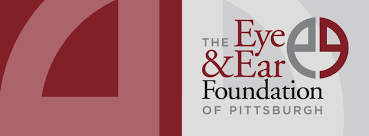 THE Eye
&Ear
Foundation
OF PITTSBURGH